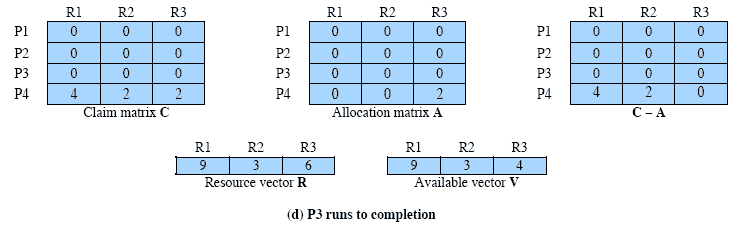 R1 R2 R3 R1 R2 R3 R1 R2 R3
P1 0 0 0 P1 0 0 0 P1 0 0 0
P2 0 0 0 P2 0 0 0 P2 0 0 0
P3 0 0 0 P3 0 0 0 P3 0 0 0
P4 4 2 2 P4 0 0 2 P4 4 2 0
Claim matrix C Allocation matrix A C – A
R1 R2 R3 R1 R2 R3
9 3 6 9 3 4
Resource vector R Available vector V
(d) P3 runs to completion